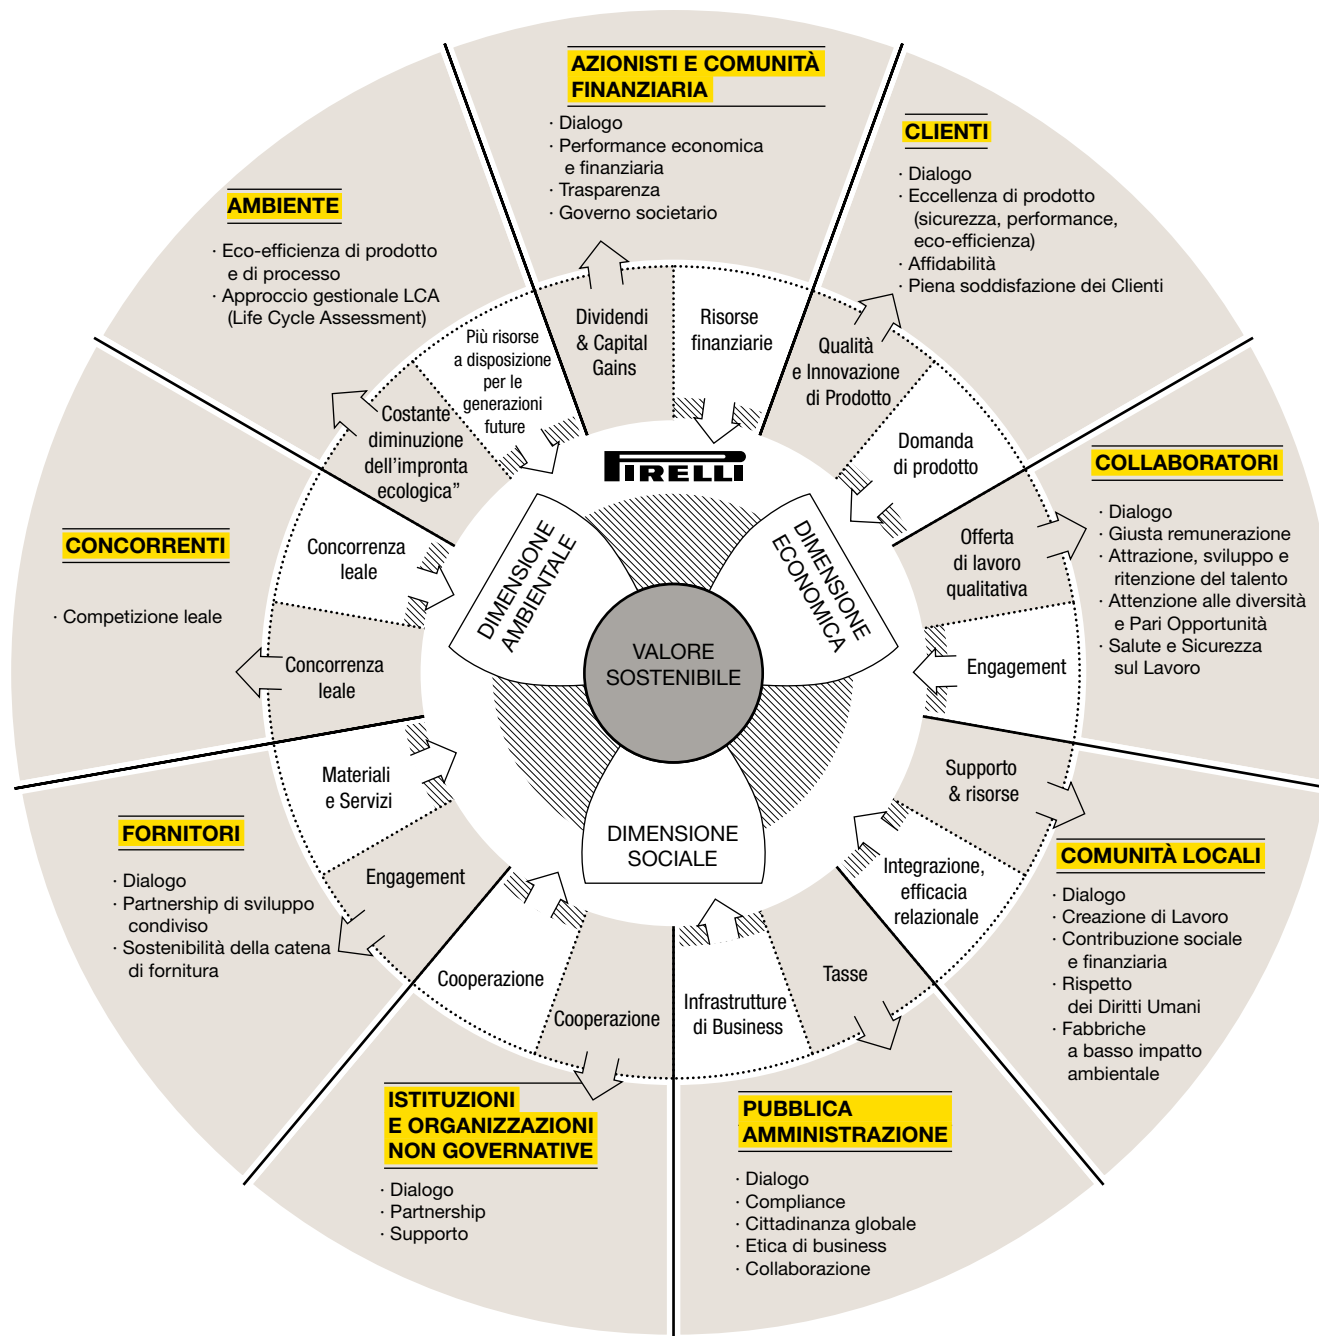 AZIONISTI E COMUNITÀ
FINANZIARIA
· Dialogo
· Performance economica
e finanziaria
· Trasparenza
· Governo societario
CLIENTI
· Dialogo
· Eccellenza di prodotto
(sicurezza, performance,
eco-efficienza)
· Affidabilità
· Piena soddisfazione dei Clienti
AMBIENTE
· Eco-efficienza di prodotto
e di processo
· Approccio gestionale LCA
(Life Cycle Assessment)
Dividendi
& Capital
Gains
Risorse
finanziarie
Qualità
e Innovazione
di Prodotto
Domanda
di prodotto
Più risorse
a disposizione
per le
generazioni
future
Costante
diminuzione
dell’impronta
ecologica”
PIRELLI
COLLABORATORI
· Dialogo
· Giusta remunerazione
· Attrazione, sviluppo e
ritenzione del talento
· Attenzione alle diversità
e Pari Opportunità
· Salute e Sicurezza
sul Lavoro
Offerta
di lavoro
qualitativa
Engagement
CONCORRENTI
· Competizione leale
Concorrenza
leale
Concorrenza
leale
DIMENSIONE
AMBIENTALE
DIMENSIONE
ECONOMICA
VALORE
SOSTENIBILE
DIMENSIONE
SOCIALE
Materiali
e Servizi
Engagement
FORNITORI
· Dialogo
· Partnership di sviluppo
condiviso
· Sostenibilità della catena
di fornitura
Supporto
& risorse
Integrazione,
efficacia
relazionale
COMUNITÀ LOCALI
· Dialogo
· Creazione di Lavoro
· Contribuzione sociale
e finanziaria
· Rispetto
dei Diritti Umani
· Fabbriche
a basso impatto
ambientale
Cooperazione
Cooperazione
Infrastrutture
di Business
Tasse
ISTITUZIONI
E ORGANIZZAZIONI
NON GOVERNATIVE
· Dialogo
· Partnership
· Supporto
PUBBLICA
AMMINISTRAZIONE
· Dialogo
· Compliance
· Cittadinanza globale
· Etica di business
· Collaborazione